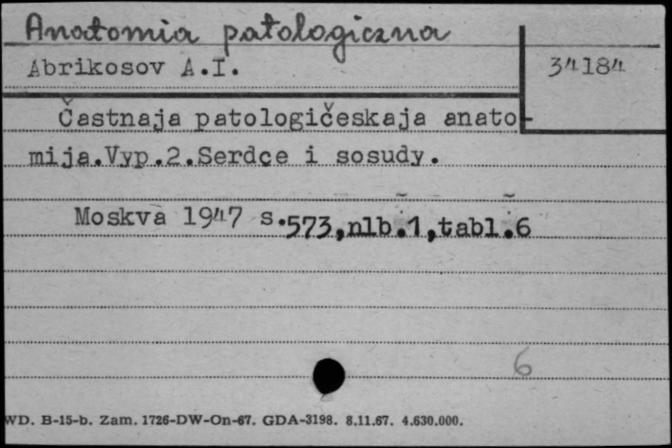 Anatomia patologiczna
Abrikosov A.I.
34184
Častnaja patologičeskaja anato-
mija.Vyp.2.Serdce i sosudy.
Moskva 1947 s.573,nlb.1,tabl.6
6
WD. B-15-b. Zam. 1726-DW-On-67. GDA-3198. 8.11.67. 4.630.000.